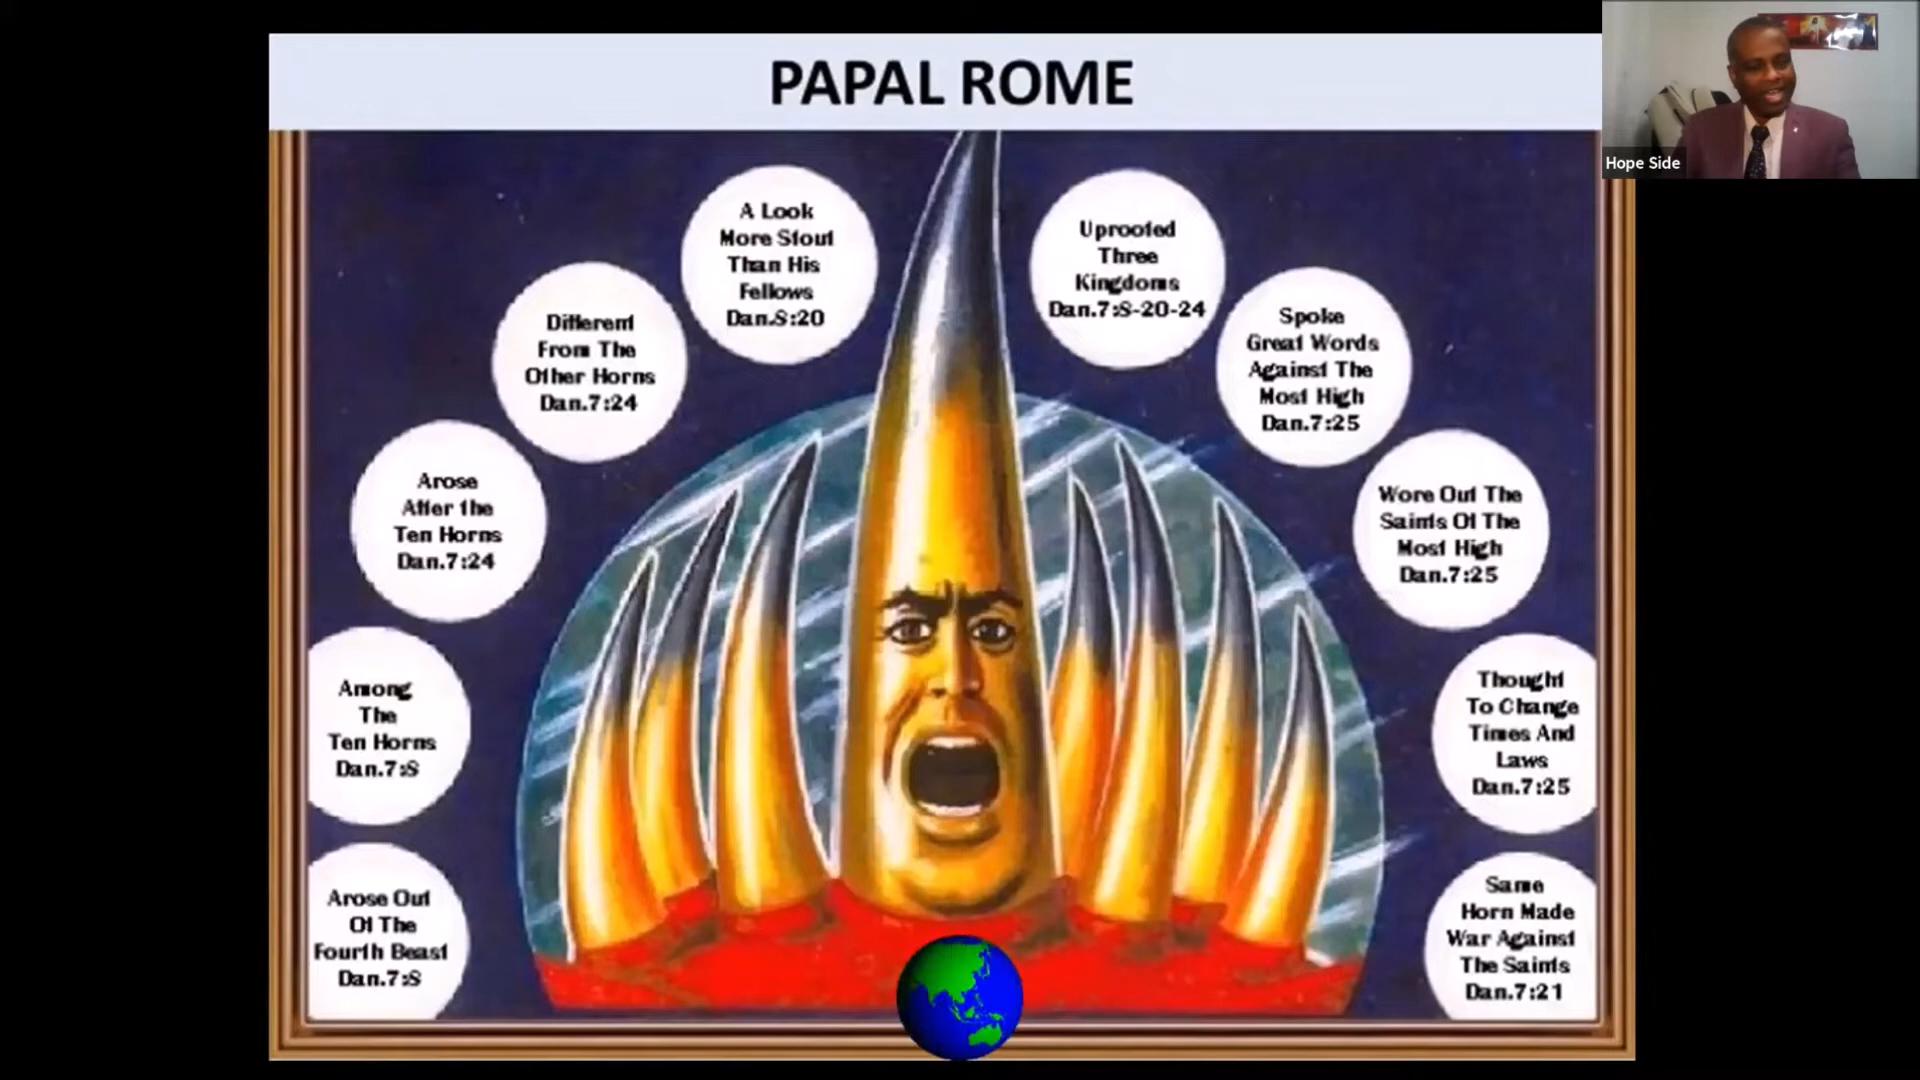 PAPAL ROME
Hope Side
A Look
More Stout
Than His
Fellows
Dan.8:20
Uprooted
Three
Kingdoms
Dan.7:8-20-24
Different
From The
Other Horns
Dan.7:24
Spoke
Great Words
Against The
Most High
Dan.7:25
Arose
After the
Ten Horns
Dan.7:24
Wore Out The
Saints Of The
Most High
Dan.7:25
Among
The
Ten Horns
Dan.7:8
Thought
To Change
Times And
Laws
Dan.7:25
Arose Out
Of The
Fourth Beast
Dan.7:8
Same
Horn Made
War Against
The Saints
Dan.7:21